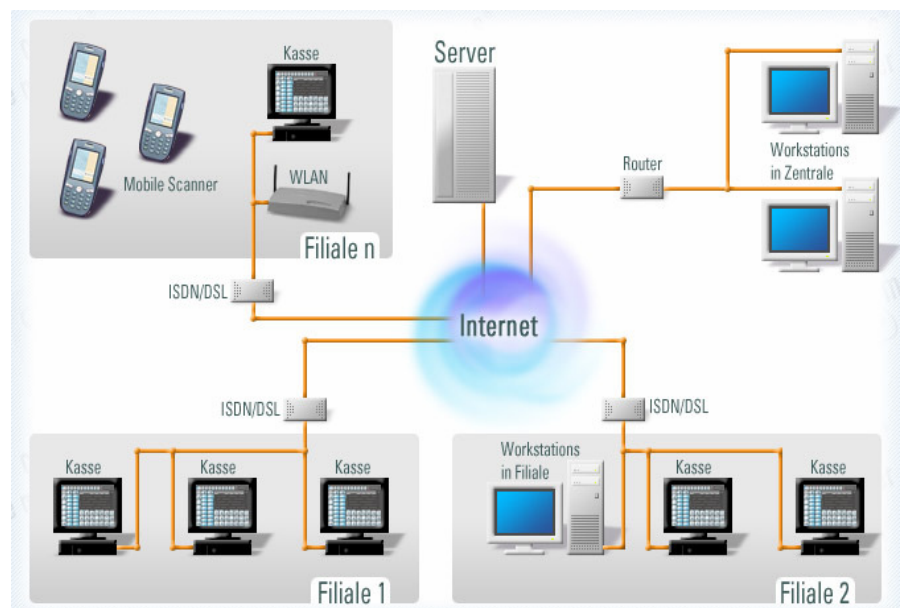 Kasse
Server
Mobile Scanner
WLAN
Filiale n
Router
Workstations
in Zentrale
ISDN/DSL
Internet
ISDN/DSL
ISDN/DSL
Kasse
Kasse
Kasse
Filiale 1
Workstations
in Filiale
Kasse
Kasse
Filiale 2